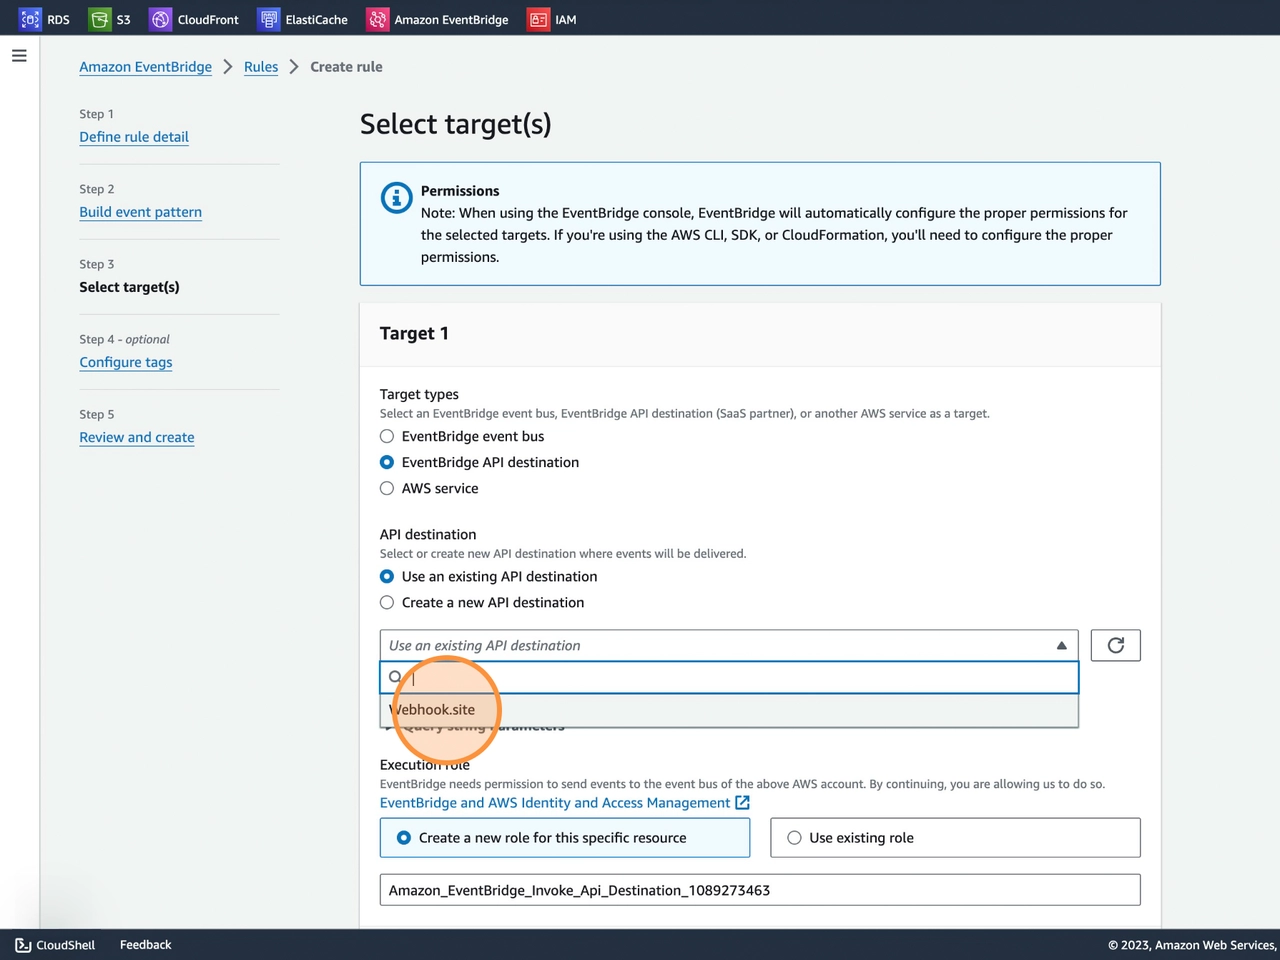 RDS
S3
CloudFront
ElastiCache
Amazon EventBridge
IAM
Amazon EventBridge
Rules
Create rule
Step 1
Define rule detail
Step 2
Build event pattern
Step 3
Select target(s)
Step 4 - optional
Configure tags
Step 5
Review and create
Select target(s)
Permissions
Note: When using the EventBridge console, EventBridge will automatically configure the proper permissions for
the selected targets. If you're using the AWS CLI, SDK, or CloudFormation, you'll need to configure the proper
permissions.
Target 1
Target types
Select an EventBridge event bus, EventBridge API destination (SaaS partner), or another AWS service as a target.
EventBridge event bus
EventBridge API destination
AWS service
API destination
Select or create new API destination where events will be delivered.
Use an existing API destination
Create a new API destination
Use an existing API destination
Webhook.site
Query string parameters
Execution role
EventBridge needs permission to send events to the event bus of the above AWS account. By continuing, you are allowing us to do so.
EventBridge and AWS Identity and Access Management
Create a new role for this specific resource
Use existing role
Amazon_EventBridge_Invoke_Api_Destination_1089273463
CloudShell
Feedback
© 2023, Amazon Web Services,